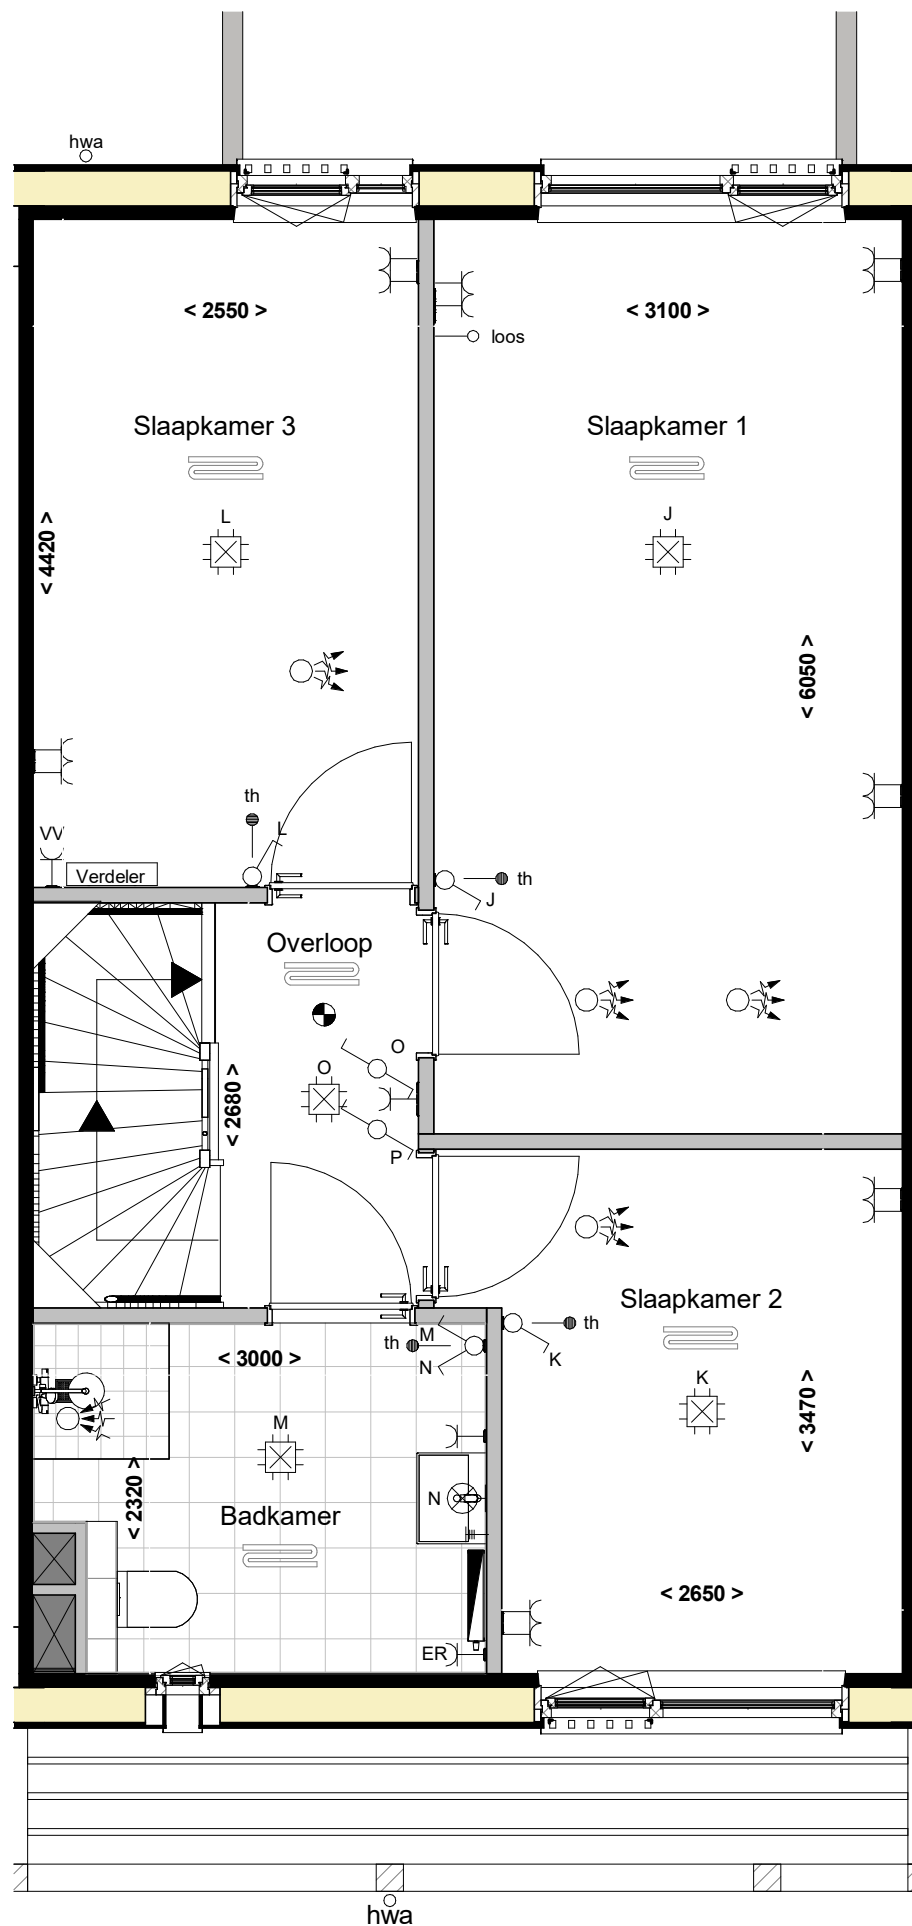 hwa
< 2550 >
< 3100 >
loos
Slaapkamer 3
Slaapkamer 1
L
J
< 4420 >
< 6050 >
th
L
VV
Verdeler
th
J
Overloop
O
O
< 2680 >
P
Slaapkamer 2
th
M
N
th
K
< 3000 >
K
M
< 3470 >
< 2320 >
N
Badkamer
< 2650 >
ER
hwa